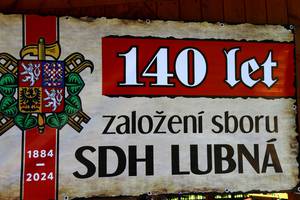 140 let
založení sboru
SDH LUBNÁ
1884 -
2024